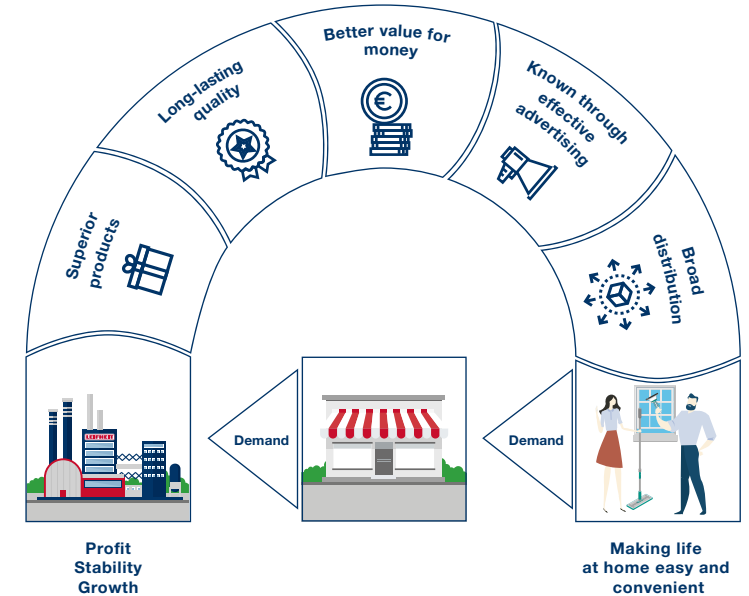 Superior
products
Long-lasting
quality
Better value for
money
€
Known through
effective
advertising
Broad
distribution
LEIFHEIT
Demand
Demand
Profit
Stability
Growth
Making life
at home easy and
convenient